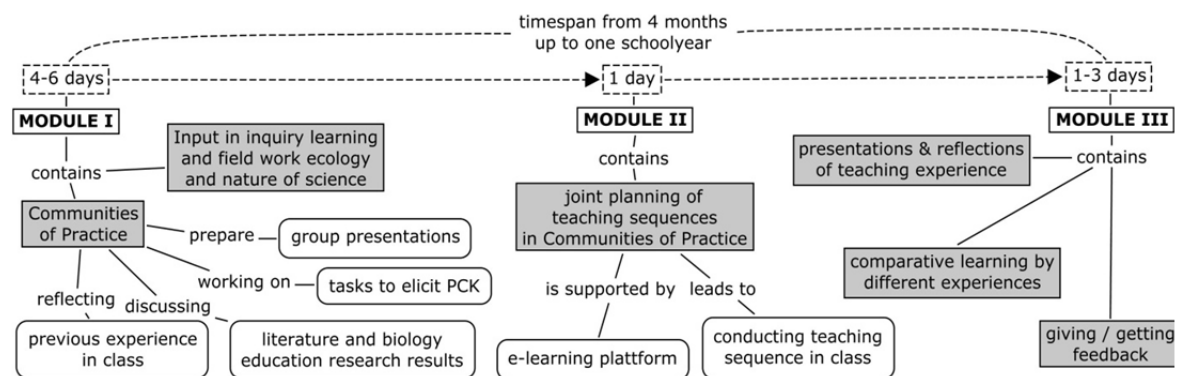 timespan from 4 months
up to one schoolyear
4-6 days
1 day
1-3 days
MODULE I
MODULE II
MODULE III
contains
Input in inquiry learning
and field work ecology
and nature of science
Communities
of Practice
prepare
group presentations
working on
tasks to elicit PCK
reflecting
previous experience
in class
discussing
literature and biology
education research results
contains
joint planning of
teaching sequences
in Communities of Practice
is supported by
e-learning plattform
leads to
conducting teaching
sequence in class
contains
presentations & reflections
of teaching experience
comparative learning by
different experiences
giving / getting
feedback